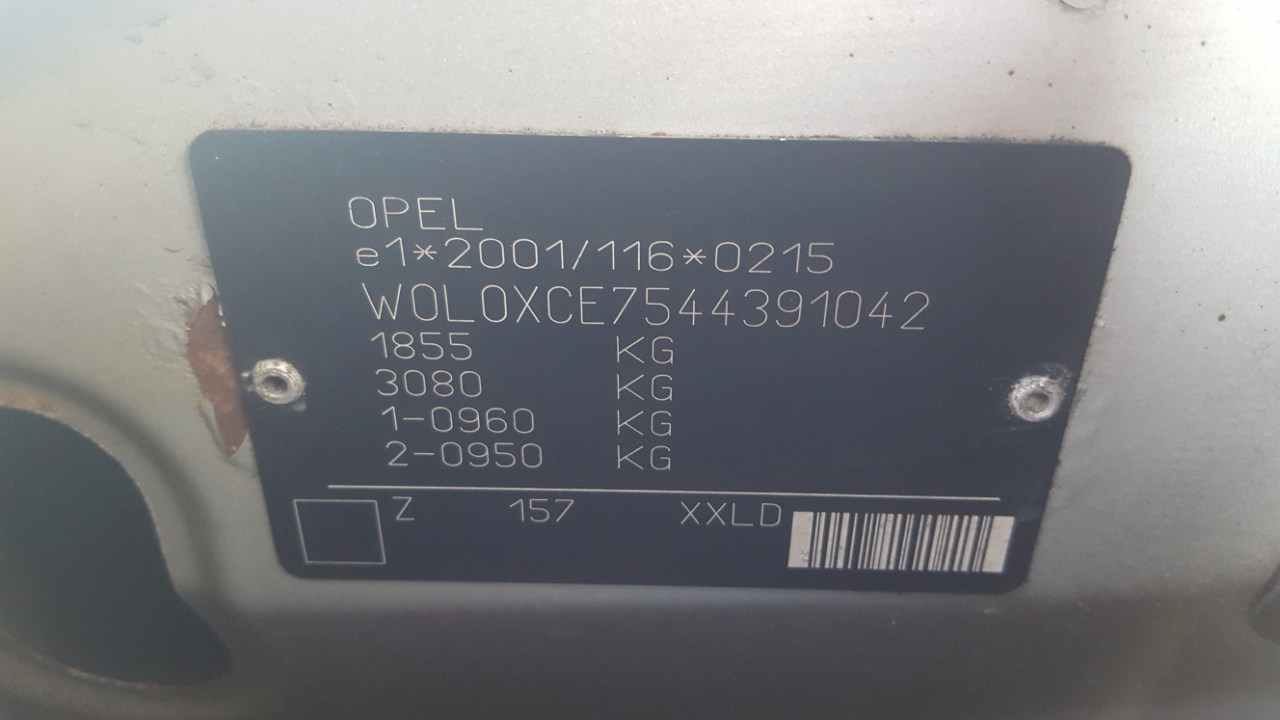 OPEL
e1*2001/116*0215
W0L0XCE7544391042
1855 KG
3080 KG
1-0960 KG
2-0950 KG
Z 157 XXLD